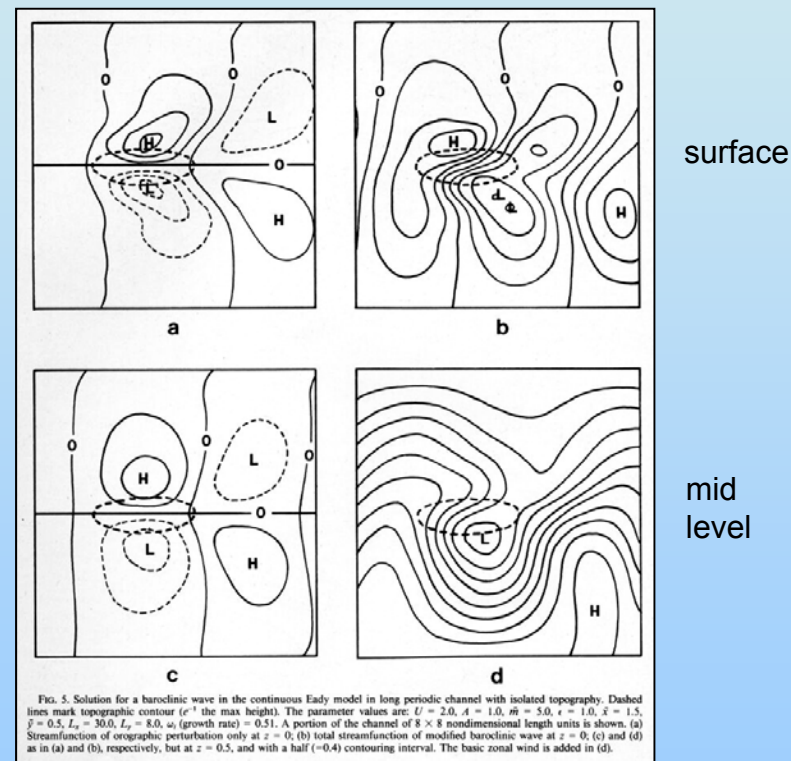 0 0 0 0
H L H
L 0
L H
H
surface
a b
0 0 0
H L
0
L H
L
H
mid
level
c d
FIG. 5. Solution for a baroclinic wave in the continuous Eady model in long periodic channel with isolated topography. Dashed
lines mark topographic contour (e⁻¹ the max height). The parameter values are: U = 2.0, A = 1.0, m̄ = 5.0, ε = 1.0, x̄ = 1.5,
ȳ = 0.5, Lₓ = 30.0, L_y = 8.0, ωᵢ (growth rate) = 0.51. A portion of the channel of 8 × 8 nondimensional length units is shown. (a)
Streamfunction of orographic perturbation only at z = 0; (b) total streamfunction of modified baroclinic wave at z = 0; (c) and (d)
as in (a) and (b), respectively, but at z = 0.5, and with a half (=0.4) contouring interval. The basic zonal wind is added in (d).